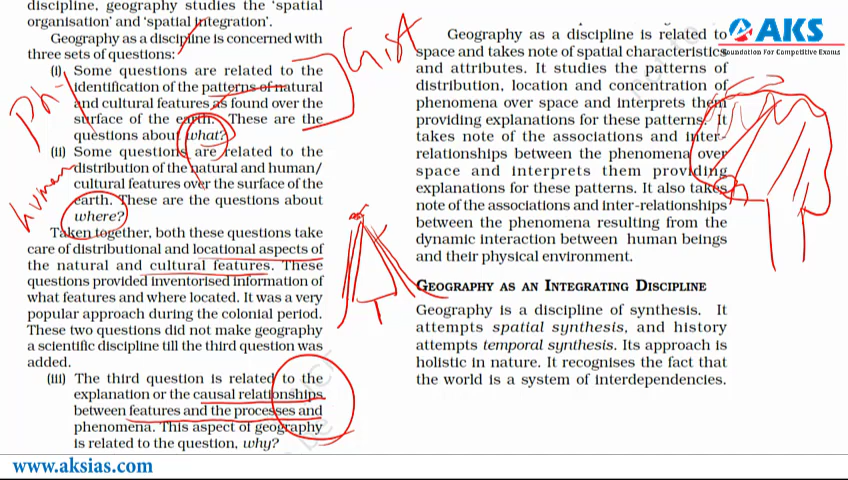 discipline, geography studies the 'spatial
organisation' and 'spatial integration'.
Geography as a discipline is concerned with
three sets of questions:
(i) Some questions are related to the
identification of the patterns of natural
and cultural features as found over the
surface of the earth. These are the
questions about what?
(ii) Some questions are related to the
distribution of the natural and human/
cultural features over the surface of the
earth. These are the questions about
where?
Taken together, both these questions take
care of distributional and locational aspects of
the natural and cultural features. These
questions provided inventorised information of
what features and where located. It was a very
popular approach during the colonial period.
These two questions did not make geography
a scientific discipline till the third question was
added.
(iii) The third question is related to the
explanation or the causal relationships
between features and the processes and
phenomena. This aspect of geography
is related to the question, why?
Ph-
human
Gist
Geography as a discipline is related to
space and takes note of spatial characteristics
and attributes. It studies the patterns of
distribution, location and concentration of
phenomena over space and interprets them
providing explanations for these patterns. It
takes note of the associations and inter-
relationships between the phenomena over
space and interprets them providing
explanations for these patterns. It also takes
note of the associations and inter-relationships
between the phenomena resulting from the
dynamic interaction between human beings
and their physical environment.
GEOGRAPHY AS AN INTEGRATING DISCIPLINE
Geography is a discipline of synthesis. It
attempts spatial synthesis, and history
attempts temporal synthesis. Its approach is
holistic in nature. It recognises the fact that
the world is a system of interdependencies.
AKS
Foundation For Competitive Exams
www.aksias.com